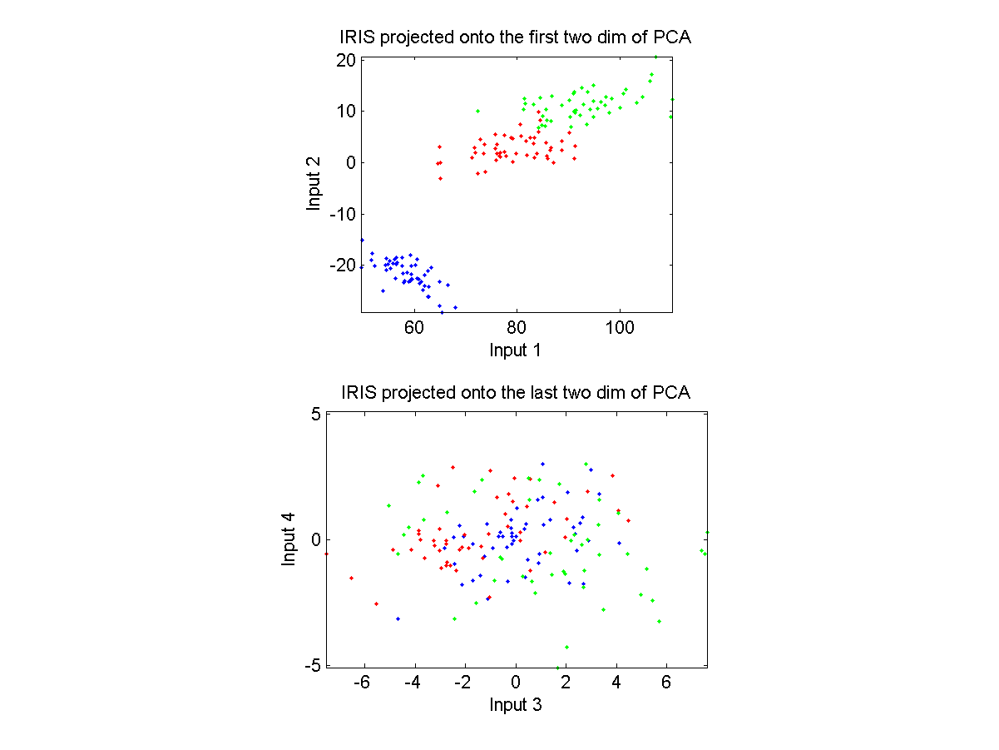 IRIS projected onto the first two dim of PCA
20
10
0
-10
-20
Input 2
60 80 100
Input 1
IRIS projected onto the last two dim of PCA
5
0
-5
Input 4
-6 -4 -2 0 2 4 6
Input 3